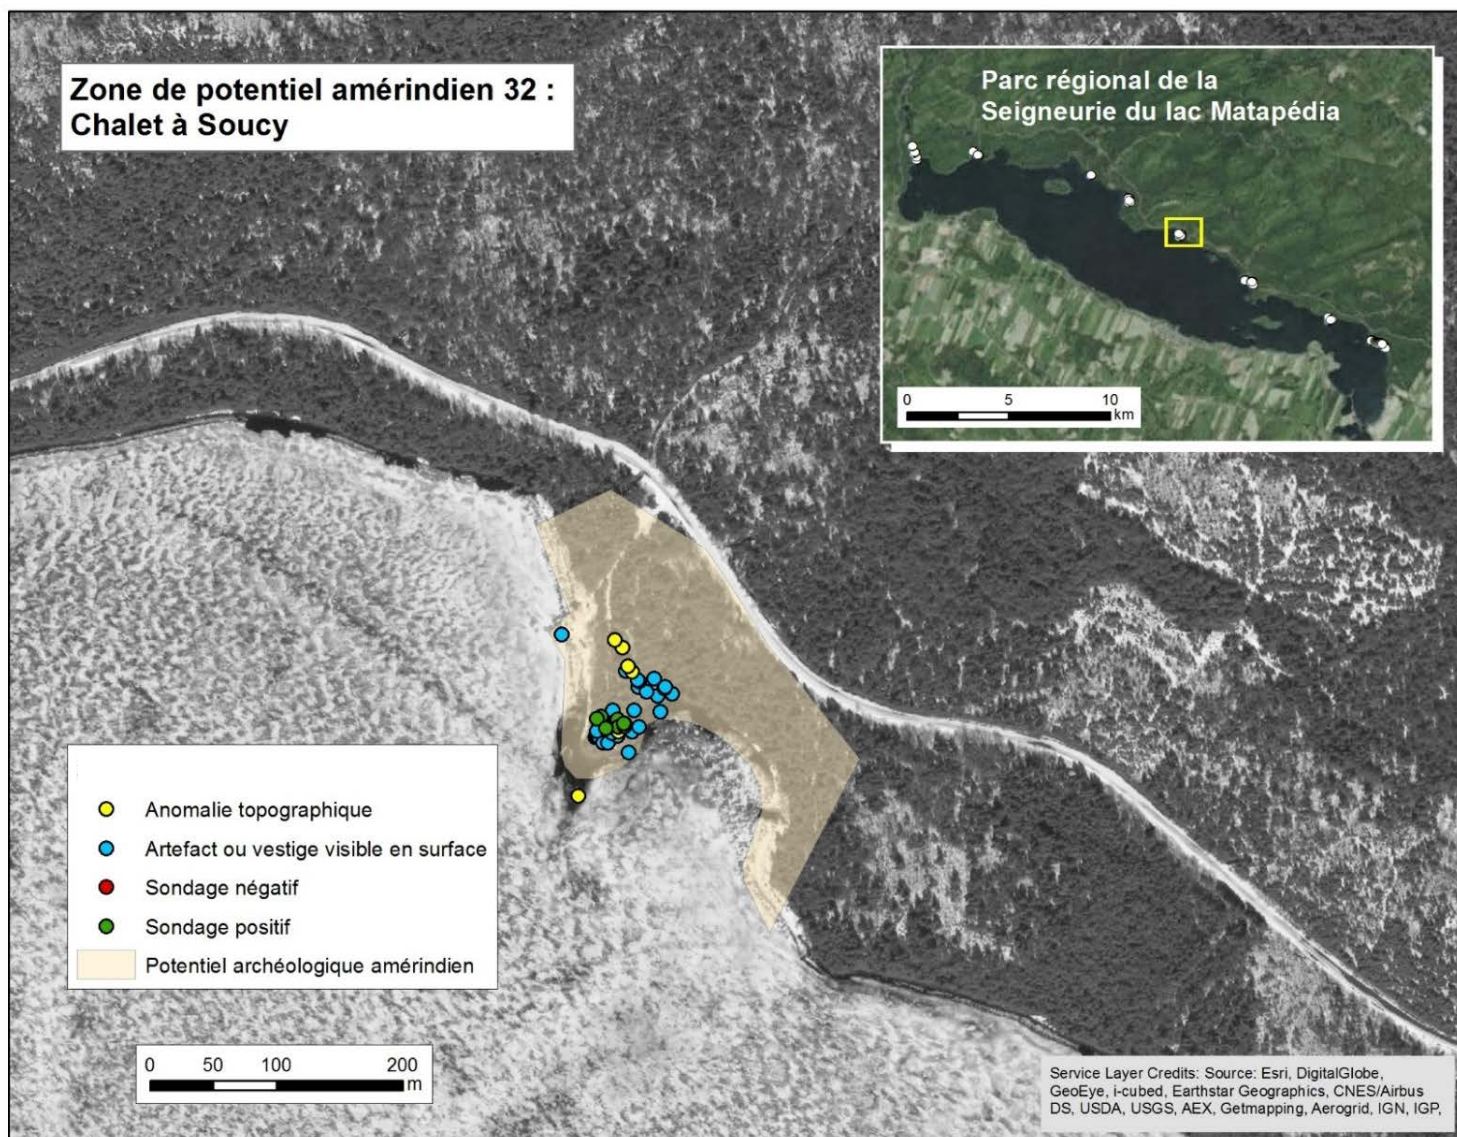 Zone de potentiel amérindien 32 :
Chalet à Soucy
Parc régional de la
Seigneurie du lac Matapédia
0 5 10
km
Anomalie topographique
Artefact ou vestige visible en surface
Sondage négatif
Sondage positif
Potentiel archéologique amérindien
0 50 100 200
m
Service Layer Credits: Source: Esri, DigitalGlobe,
GeoEye, i-cubed, Earthstar Geographics, CNES/Airbus
DS, USDA, USGS, AEX, Getmapping, Aerogrid, IGN, IGP,